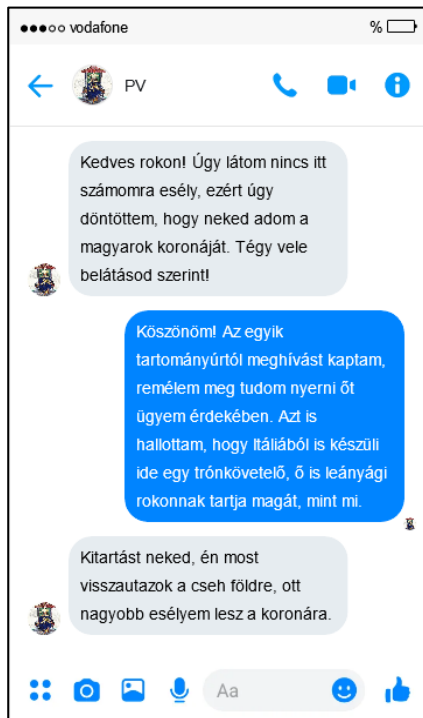 vodafone %
PV
Kedves rokon! Úgy látom nincs itt
számomra esély, ezért úgy
döntöttem, hogy neked adom a
magyarok koronáját. Tégy vele
belátásod szerint!
Köszönöm! Az egyik
tartományúrtól meghívást kaptam,
remélem meg tudom nyerni őt
ügyem érdekében. Azt is
hallottam, hogy Itáliából is készüli
ide egy trónkövetelő, ő is leányági
rokonnak tartja magát, mint mi.
Kitartást neked, én most
visszautazok a cseh földre, ott
nagyobb esélyem lesz a koronára.
Aa